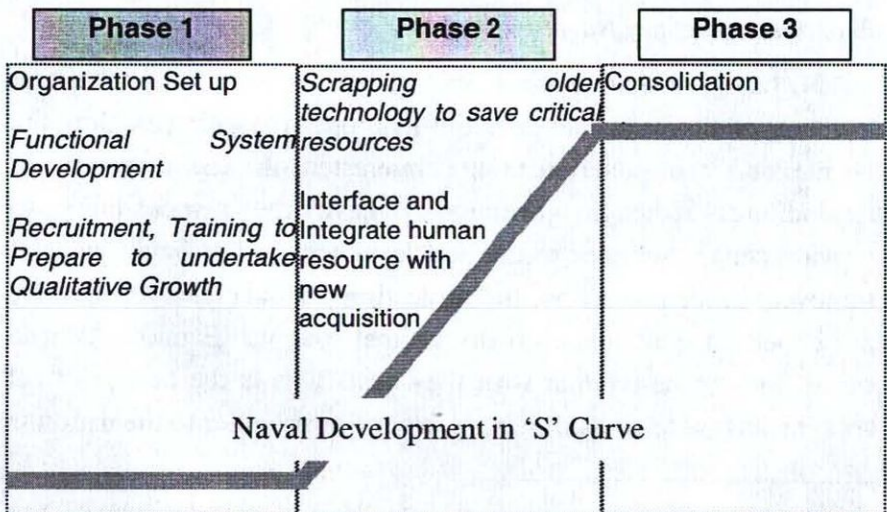 Phase 1
Phase 2
Phase 3
Organization Set up
Functional System
Development
Recruitment, Training to
Prepare to undertake
Qualitative Growth
Scrapping older
technology to save critical
resources
Interface and
Integrate human
resource with
new
acquisition
Consolidation
Naval Development in ‘S’ Curve